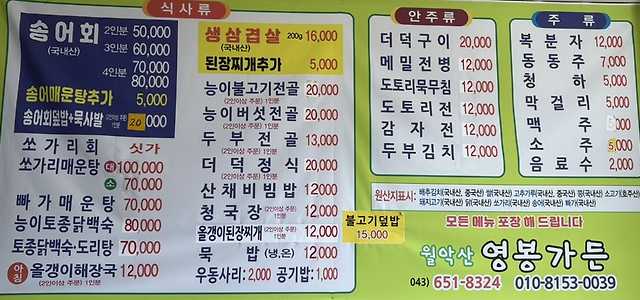 식사류
송어회 2인분 50,000
(국내산) 3인분 60,000
4인분 70,000
80,000
송어매운탕추가 5,000
송어회덮밥+묵사발 20,000
쏘가리회 싯가
쏘가리매운탕 대 100,000
소 70,000
빠가매운탕 70,000
능이토종닭백숙 80,000
토종닭백숙·도리탕 70,000
아침 올갱이해장국 12,000
(2인이상 주문) 1인분
생삼겹살 200g 16,000
(국내산)
된장찌개추가 5,000
능이불고기전골 20,000
(2인이상 주문) 1인분
능이버섯전골 20,000
(2인이상 주문) 1인분
두부전골 13,000
(2인이상 주문) 1인분
더덕정식 20,000
(2인이상 주문) 1인분
산채비빔밥 12000
청국장 (2인이상 주문) 1인분 12,000
올갱이된장찌개 (2인이상 주문) 1인분 12,000
묵밥 (냉,온) 12,000
우동사리: 2,000 공기밥: 1,000
불고기덮밥
15,000
안주류
더덕구이 20,000
메밀전병 12,000
도토리묵무침 12,000
도토리전 12,000
감자전 12,000
두부김치 12,000
주류
복분자 12,000
동동주 7,000
청하 5,000
막걸리 5,000
맥주 000
소주 5,000
음료수 2,000
원산지표시:
모든 메뉴 포장 해 드립니다
월악산 영봉가든
043) 651-8324 010-8153-0039